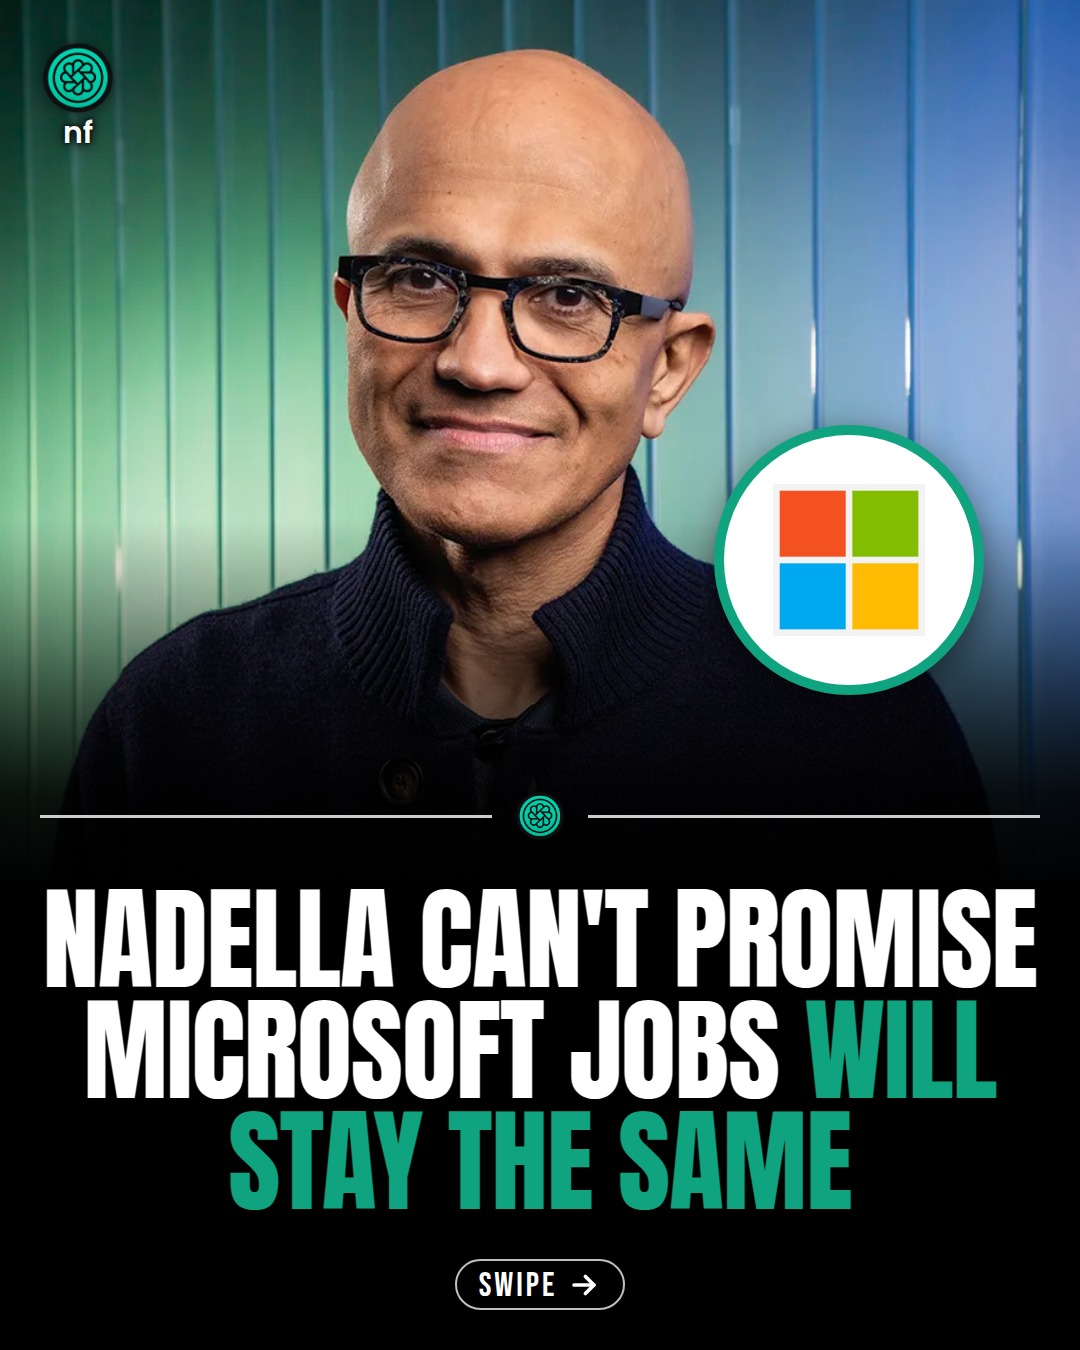 nf
NADELLA CAN'T PROMISE
MICROSOFT JOBS WILL
STAY THE SAME
SWIPE →